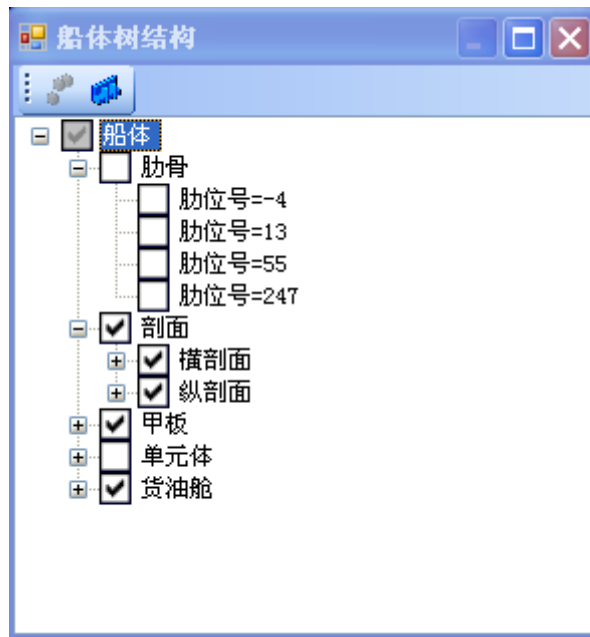 船体树结构
船体
肋骨
肋位号=-4
肋位号=13
肋位号=55
肋位号=247
剖面
横剖面
纵剖面
甲板
单元体
货油舱